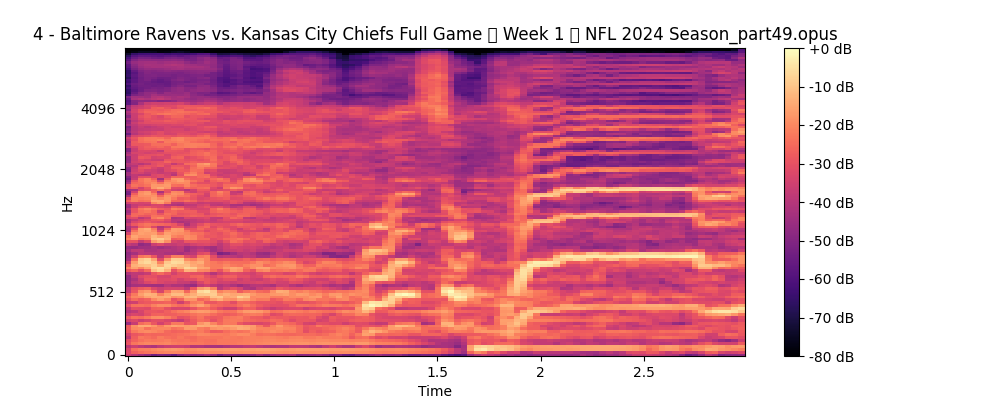 4 - Baltimore Ravens vs. Kansas City Chiefs Full Game  Week 1  NFL 2024 Season_part49.opus
+0 dB
4096
-10 dB
-20 dB
2048
-30 dB
Hz
1024
-40 dB
-50 dB
512
-60 dB
-70 dB
0
-80 dB
0 0.5 1 1.5 2 2.5
Time